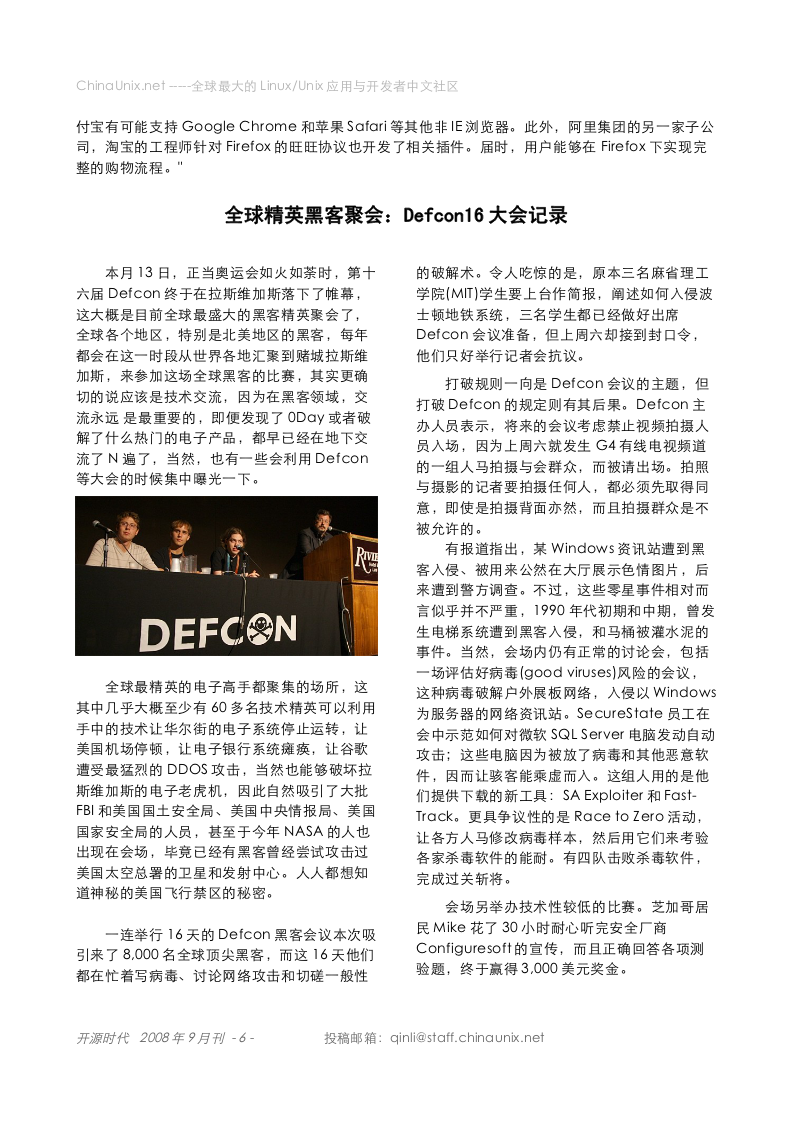 ChinaUnix.net -----全球最大的 Linux/Unix 应用与开发者中文社区
付宝有可能支持 Google Chrome 和苹果 Safari 等其他非 IE 浏览器。此外，阿里集团的另一家子公
司，淘宝的工程师针对 Firefox 的旺旺协议也开发了相关插件。届时，用户能够在 Firefox 下实现完
整的购物流程。"
全球精英黑客聚会：Defcon16 大会记录
本月 13 日，正当奥运会如火如荼时，第十
六届 Defcon 终于在拉斯维加斯落下了帷幕，
这大概是目前全球最盛大的黑客精英聚会了，
全球各个地区，特别是北美地区的黑客，每年
都会在这一时段从世界各地汇聚到赌城拉斯维
加斯，来参加这场全球黑客的比赛，其实更确
切的说应该是技术交流，因为在黑客领域，交
流永远 是最重要的，即便发现了 0Day 或者破
解了什么热门的电子产品，都早已经在地下交
流了 N 遍了，当然，也有一些会利用 Defcon
等大会的时候集中曝光一下。
RIVIE
DEFCON
全球最精英的电子高手都聚集的场所，这
其中几乎大概至少有 60 多名技术精英可以利用
手中的技术让华尔街的电子系统停止运转，让
美国机场停顿，让电子银行系统瘫痪，让谷歌
遭受最猛烈的 DDOS 攻击，当然也能够破坏拉
斯维加斯的电子老虎机，因此自然吸引了大批
FBI 和美国国土安全局、美国中央情报局、美国
国家安全局的人员，甚至于今年 NASA 的人也
出现在会场，毕竟已经有黑客曾经尝试攻击过
美国太空总署的卫星和发射中心。人人都想知
道神秘的美国飞行禁区的秘密。
一连举行 16 天的 Defcon 黑客会议本次吸
引来了 8,000 名全球顶尖黑客，而这 16 天他们
都在忙着写病毒、讨论网络攻击和切磋一般性
的破解术。令人吃惊的是，原本三名麻省理工
学院(MIT)学生要上台作简报，阐述如何入侵波
士顿地铁系统，三名学生都已经做好出席
Defcon 会议准备，但上周六却接到封口令，
他们只好举行记者会抗议。
打破规则一向是 Defcon 会议的主题，但
打破 Defcon 的规定则有其后果。Defcon 主
办人员表示，将来的会议考虑禁止视频拍摄人
员入场，因为上周六就发生 G4 有线电视频道
的一组人马拍摄与会群众，而被请出场。拍照
与摄影的记者要拍摄任何人，都必须先取得同
意，即使是拍摄背面亦然，而且拍摄群众是不
被允许的。
有报道指出，某 Windows 资讯站遭到黑
客入侵、被用来公然在大厅展示色情图片，后
来遭到警方调查。不过，这些零星事件相对而
言似乎并不严重，1990 年代初期和中期，曾发
生电梯系统遭到黑客入侵，和马桶被灌水泥的
事件。当然，会场内仍有正常的讨论会，包括
一场评估好病毒(good viruses)风险的会议，
这种病毒破解户外展板网络，入侵以 Windows
为服务器的网络资讯站。SecureState 员工在
会中示范如何对微软 SQL Server 电脑发动自动
攻击；这些电脑因为被放了病毒和其他恶意软
件，因而让骇客能乘虚而入。这组人用的是他
们提供下载的新工具：SA Exploiter 和 Fast-
Track。更具争议性的是 Race to Zero 活动，
让各方人马修改病毒样本，然后用它们来考验
各家杀毒软件的能耐。有四队击败杀毒软件，
完成过关斩将。
会场另举办技术性较低的比赛。芝加哥居
民 Mike 花了 30 小时耐心听完安全厂商
Configuresoft 的宣传，而且正确回答各项测
验题，终于赢得 3,000 美元奖金。
开源时代 2008 年 9 月刊 - 6 - 投稿邮箱：qinli@staff.chinaunix.net